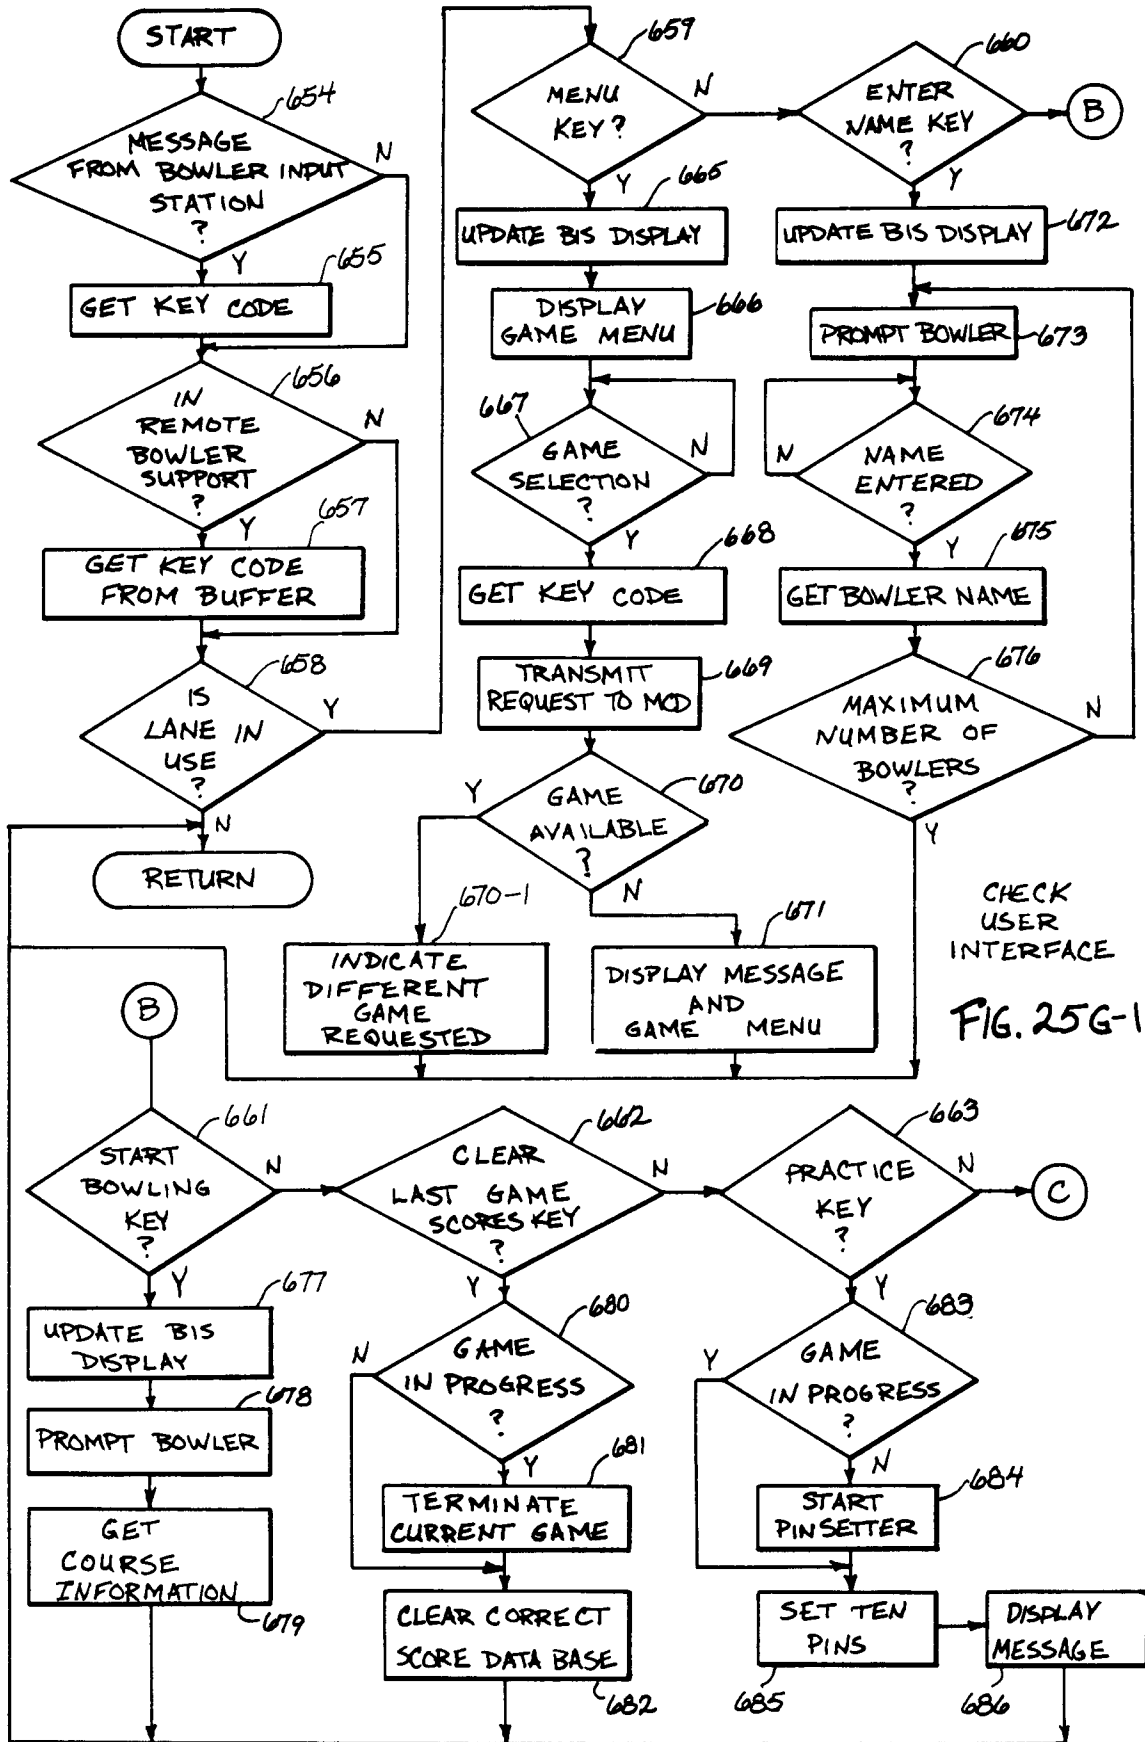 START
654
MESSAGE
FROM BOWLER INPUT
STATION
?
N
Y
655
GET KEY CODE
656
IN
REMOTE
BOWLER
SUPPORT
?
N
Y
657
GET KEY CODE
FROM BUFFER
658
IS
LANE IN
USE
?
Y
N
RETURN
659
MENU
KEY?
N
Y
665
UPDATE BIS DISPLAY
DISPLAY
GAME MENU
666
667
GAME
SELECTION
?
N
Y
668
GET KEY CODE
TRANSMIT
REQUEST TO MCD
669
670
GAME
AVAILABLE
?
Y
N
670-1
INDICATE
DIFFERENT
GAME
REQUESTED
671
DISPLAY MESSAGE
AND
GAME MENU
660
ENTER
NAME KEY
?
B
Y
UPDATE BIS DISPLAY
672
PROMPT BOWLER
673
674
NAME
ENTERED
?
N
Y
675
GET BOWLER NAME
676
MAXIMUM
NUMBER OF
BOWLERS
?
N
Y
CHECK
USER
INTERFACE
FIG. 25G-1
B
661
START
BOWLING
KEY
?
N
Y
677
UPDATE BIS
DISPLAY
678
PROMPT BOWLER
GET
COURSE
INFORMATION
679
662
CLEAR
LAST GAME
SCORES KEY
?
N
Y
680
GAME
IN PROGRESS
?
N
Y
681
TERMINATE
CURRENT GAME
CLEAR CORRECT
SCORE DATA BASE
682
663
PRACTICE
KEY
?
N
C
Y
683
GAME
IN PROGRESS
?
Y
N
684
START
PINSETTER
SET TEN
PINS
685
DISPLAY
MESSAGE
686